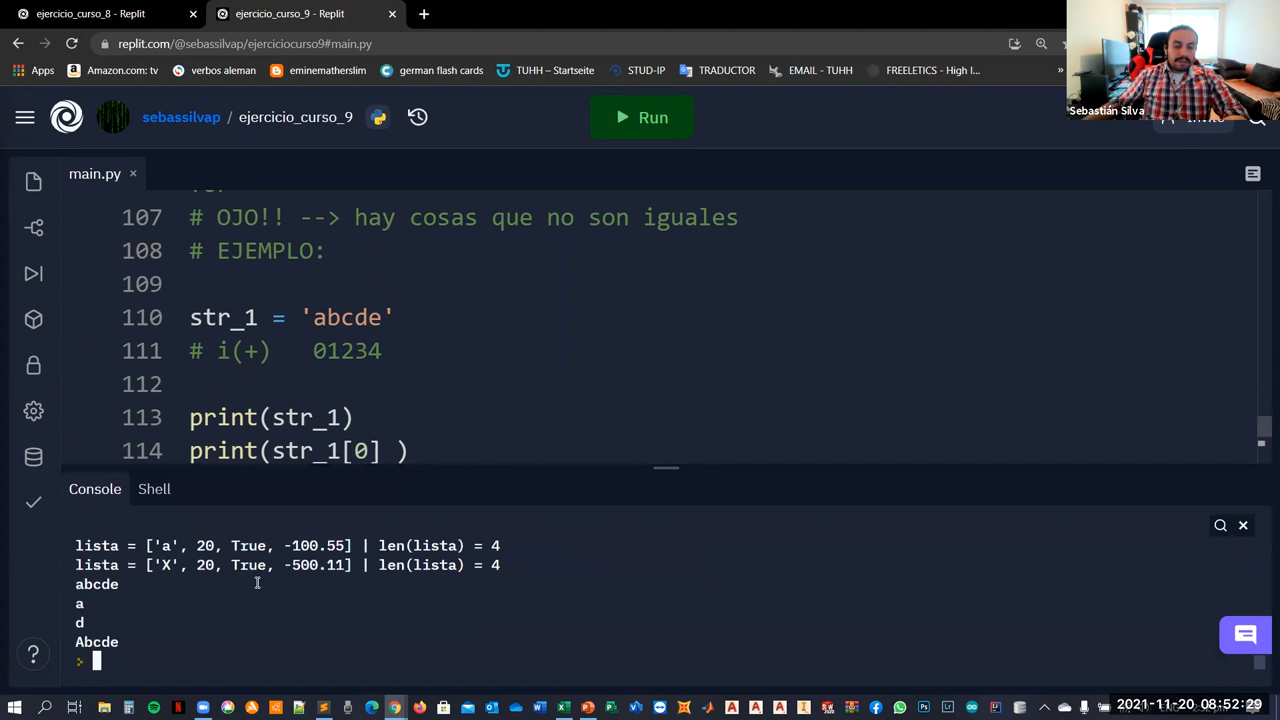 ejercicio_curso_8 - Replit
ejercicio_curso_9 - Replit
replit.com/@sebassilvap/ejerciciocurso9#main.py
Apps
Amazon.com: tv
verbos aleman
eminematherslim
TUHH – Startseite
STUD-IP
TRADUCTOR
EMAIL - TUHH
FREELETICS - High I...
Sebastián Silva
sebassilvap / ejercicio_curso_9
Run
main.py
107 # OJO!! --> hay cosas que no son iguales
108 # EJEMPLO:
109
110 str_1 = 'abcde'
111 # i(+) 01234
112
113 print(str_1)
114 print(str_1[0] )
Console
Shell
lista = ['a', 20, True, -100.55] | len(lista) = 4
lista = ['X', 20, True, -500.11] | len(lista) = 4
abcde
a
d
Abcde
2021-11-20 08:52:29